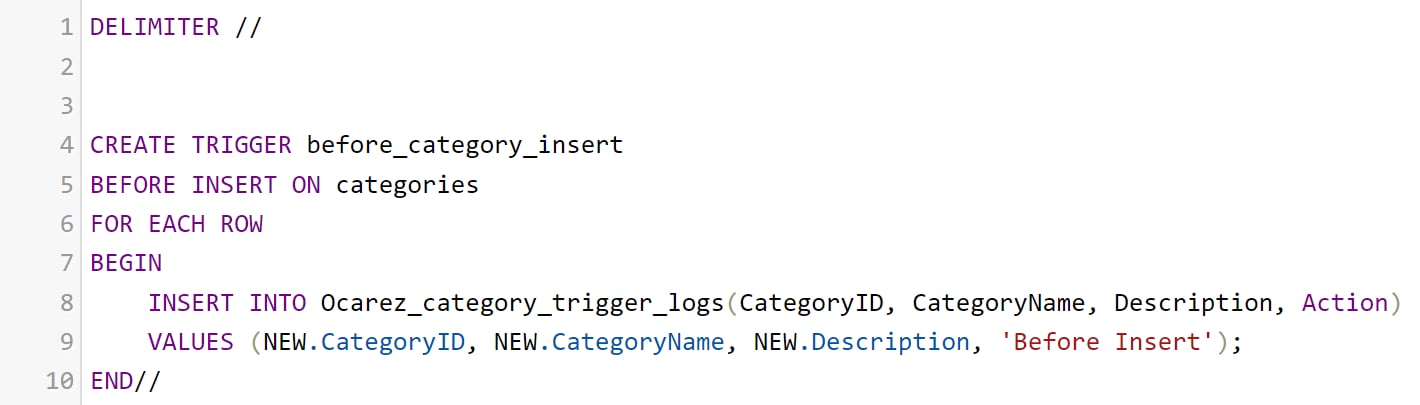 1 DELIMITER //
2
3
4 CREATE TRIGGER before_category_insert
5 BEFORE INSERT ON categories
6 FOR EACH ROW
7 BEGIN
8     INSERT INTO Ocarez_category_trigger_logs(CategoryID, CategoryName, Description, Action)
9     VALUES (NEW.CategoryID, NEW.CategoryName, NEW.Description, 'Before Insert');
10 END//